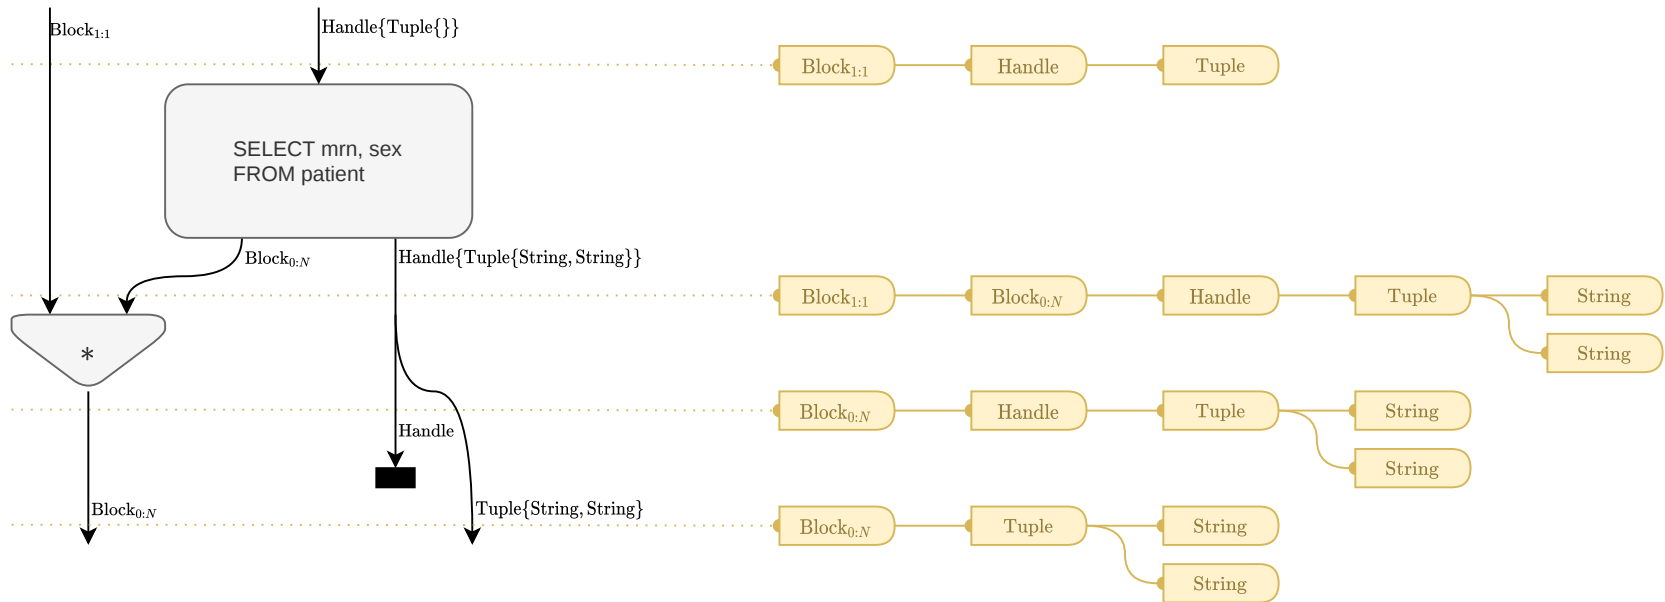 Block1:1
Handle{Tuple{}}
Block1:1 Handle Tuple
SELECT mrn, sex
FROM patient
Block0:N
Handle{Tuple{String, String}}
Block1:1 Block0:N Handle Tuple String
String
*
Block0:N Handle Tuple String
Handle
String
Block0:N
Tuple{String, String}
Block0:N Tuple String
String